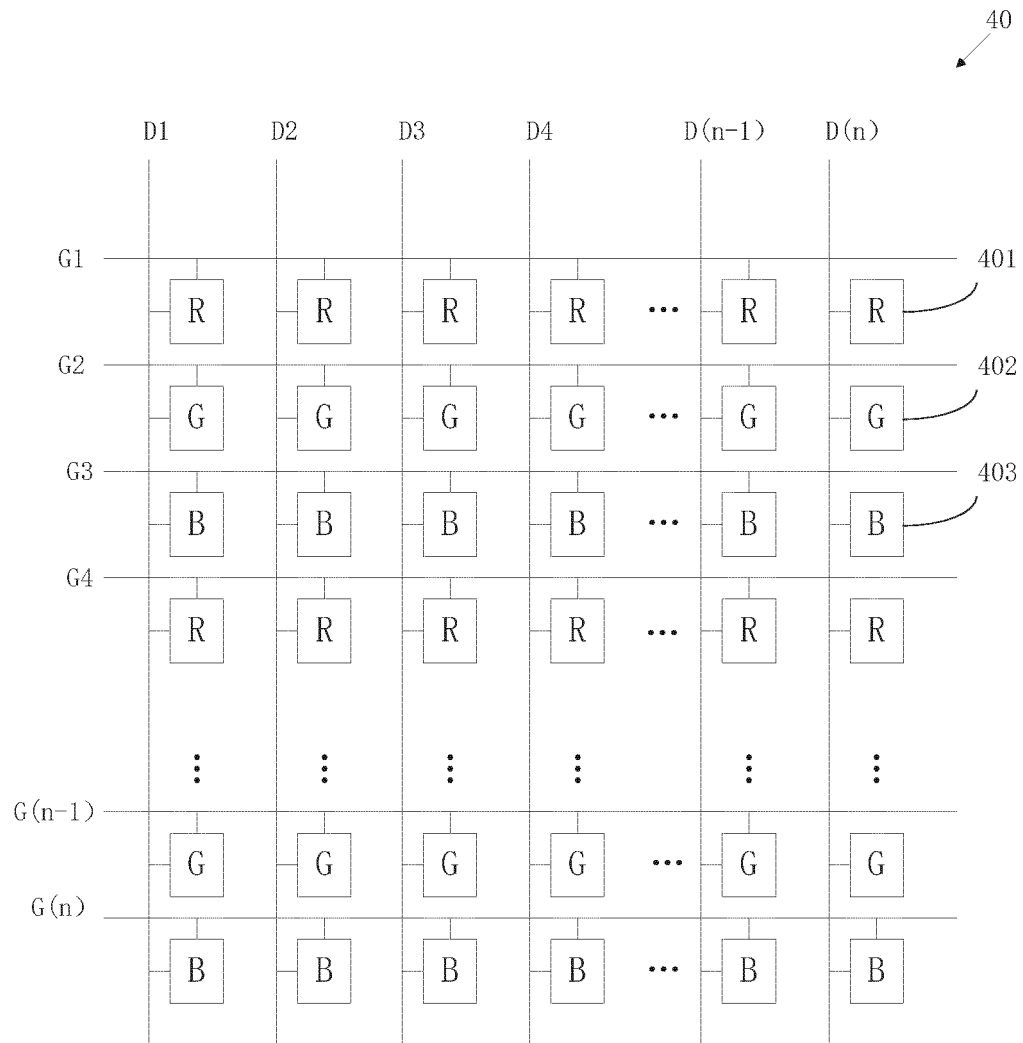 40
D1 D2 D3 D4 D(n-1) D(n)
G1
401
R R R R ••• R R
G2
402
G G G G ••• G G
G3
403
B B B B ••• B B
G4
R R R R ••• R R
G(n-1)
G G G G ••• G G
G(n)
B B B B ••• B B